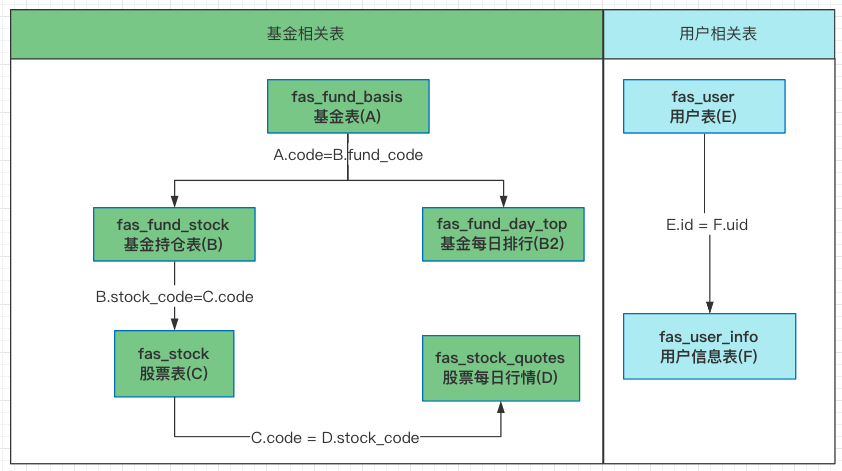 基金相关表
用户相关表
fas_fund_basis
基金表(A)
fas_user
用户表(E)
A.code=B.fund_code
fas_fund_stock
基金持仓表(B)
fas_fund_day_top
基金每日排行(B2)
E.id = F.uid
B.stock_code=C.code
fas_stock
股票表(C)
fas_stock_quotes
股票每日行情(D)
fas_user_info
用户信息表(F)
C.code = D.stock_code